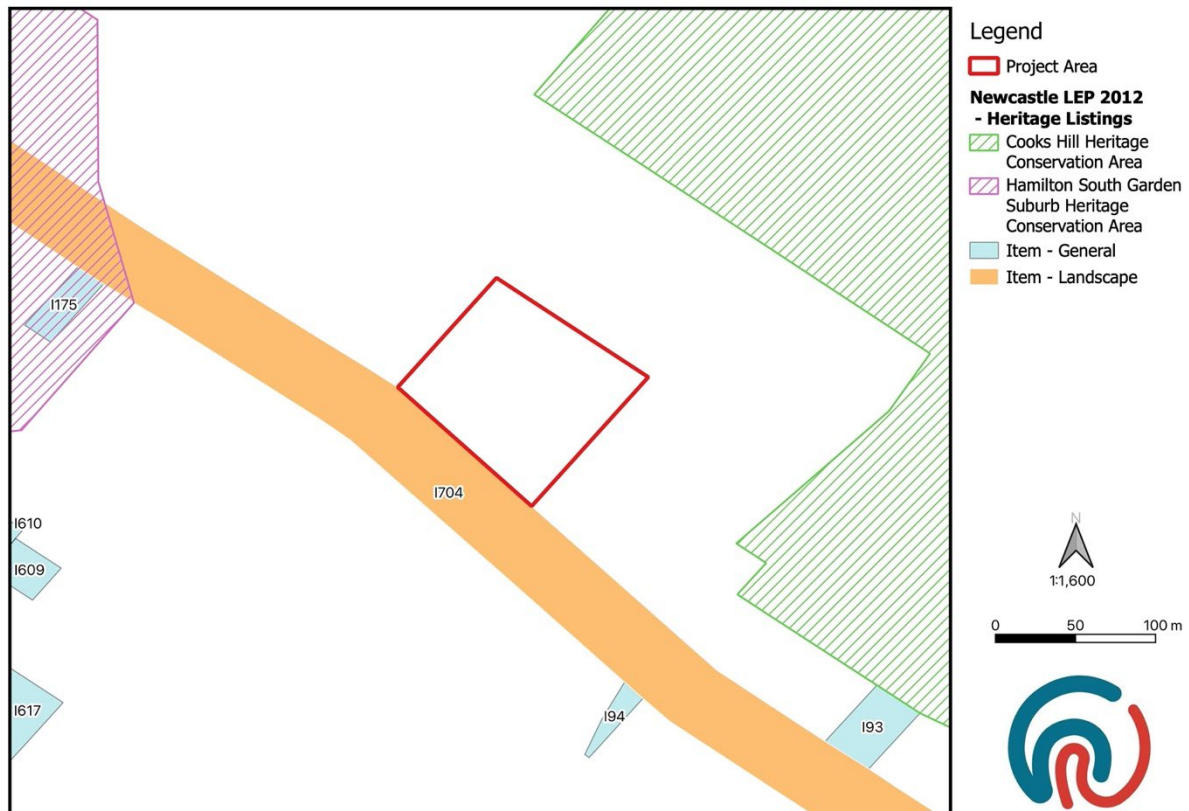 Legend
Project Area
Newcastle LEP 2012
- Heritage Listings
Cooks Hill Heritage
Conservation Area
Hamilton South Garden
Suburb Heritage
Conservation Area
Item - General
Item - Landscape
I175
I704
I610
I609
I617
I94
I93
N
1:1,600
0 50 100 m